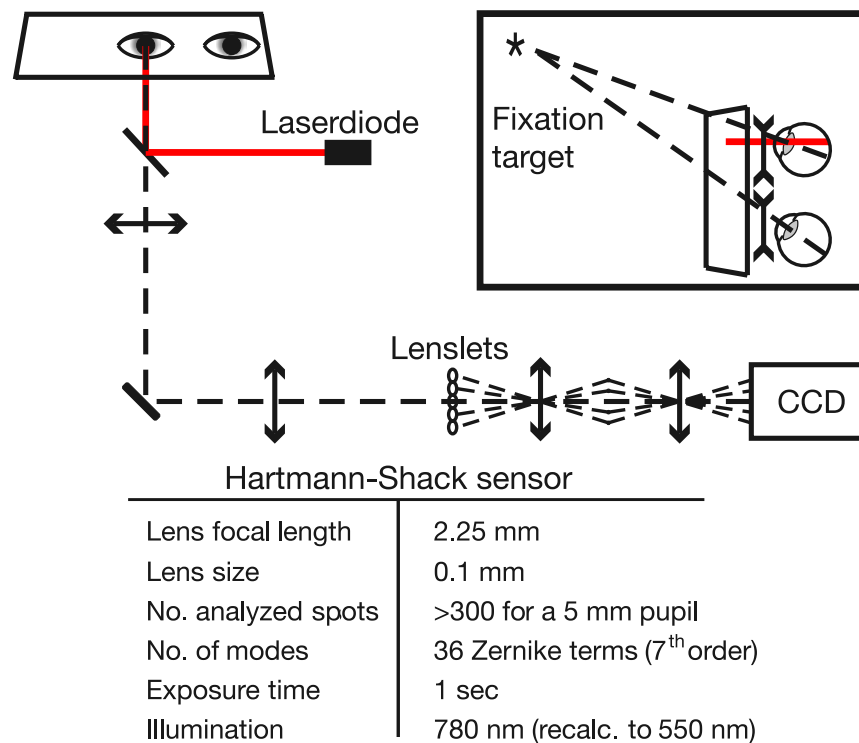 Laserdiode
Fixation
target
Lenslets
CCD
Hartmann-Shack sensor
Lens focal length 2.25 mm
Lens size 0.1 mm
No. analyzed spots >300 for a 5 mm pupil
No. of modes 36 Zernike terms (7th order)
Exposure time 1 sec
Illumination 780 nm (recalc. to 550 nm)